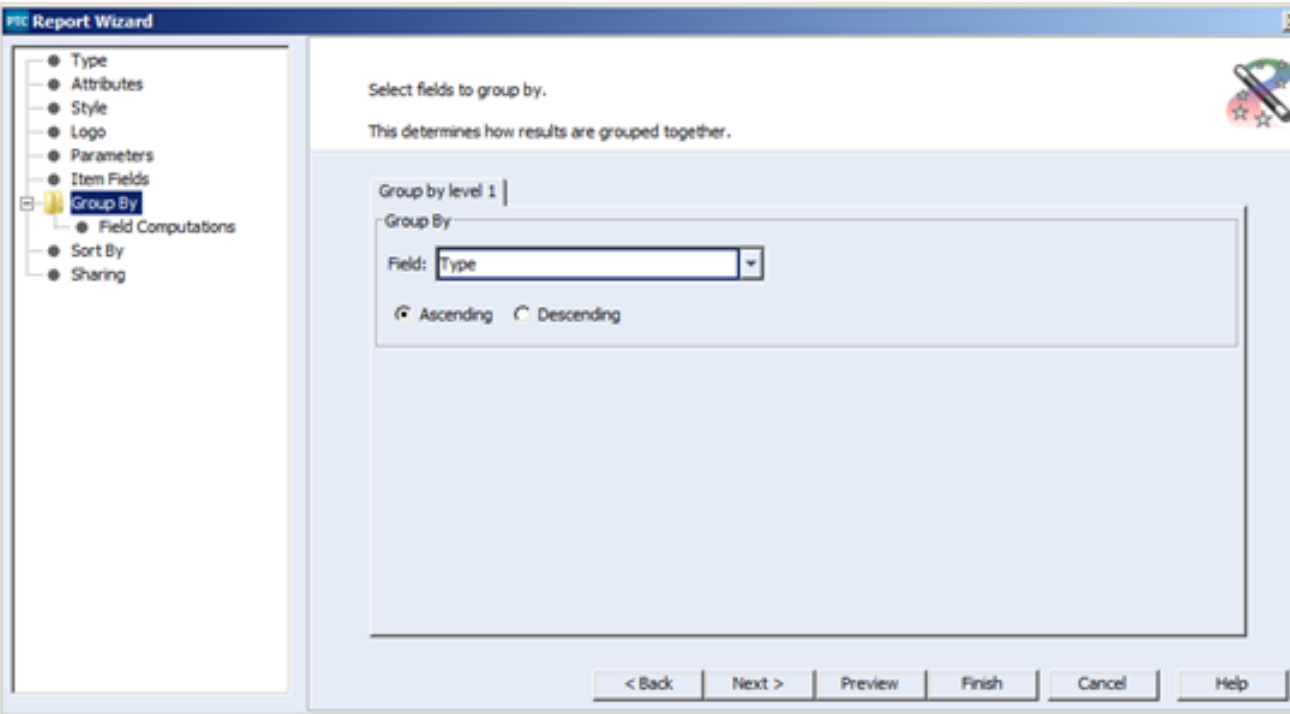 PTC Report Wizard
Type
Attributes
Style
Logo
Parameters
Item Fields
Group By
Field Computations
Sort By
Sharing
Select fields to group by.
This determines how results are grouped together.
Group by level 1
Group By
Field: Type
Ascending Descending
< Back Next > Preview Finish Cancel Help